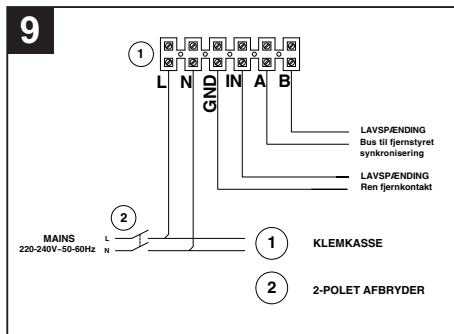 9
1
L N GND IN A B
LAVSPÆNDING
Bus til fjernstyret
synkronisering
LAVSPÆNDING
Ren fjernkontakt
2
MAINS
220-240V~50-60Hz
L
N
1 KLEMKASSE
2 2-POLET AFBRYDER